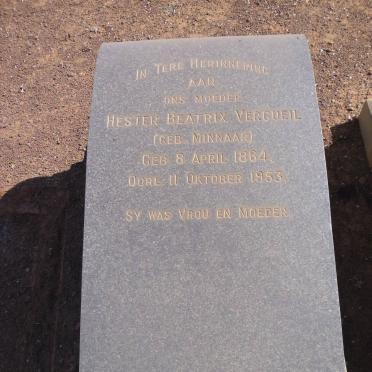 IN TERE HERINNERING
AAN
ONS MOEDER
HESTER BEATRIX VERCUEIL
(GEB. MINNAAR)
GEB 8 APRIL 1864.
OORL 11 OKTOBER 1953.
SY WAS VROU EN MOEDER